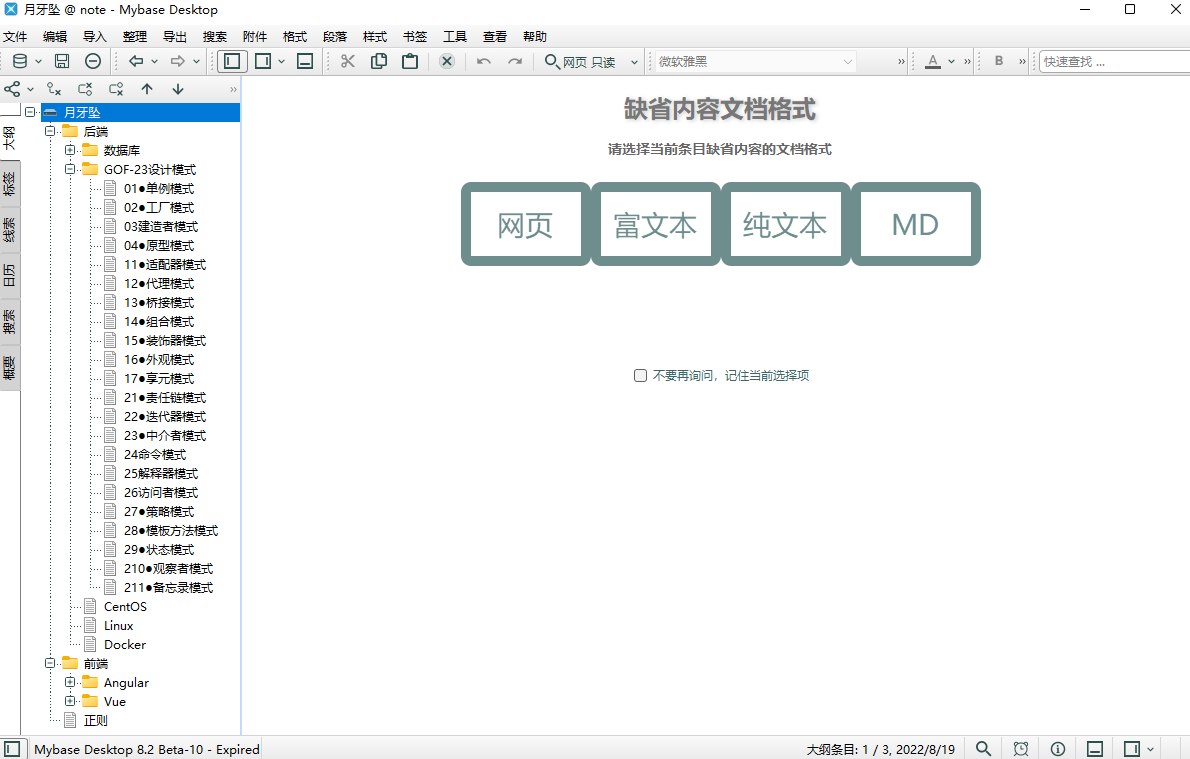 月牙坠 @ note - Mybase Desktop
文件 编辑 导入 整理 导出 搜索 附件 格式 段落 样式 书签 工具 查看 帮助
网页 只读 微软雅黑 A B 快速查找 ...
大纲
标签
线索
日历
搜索
概要
月牙坠
后端
数据库
GOF-23设计模式
01●单例模式
02●工厂模式
03建造者模式
04●原型模式
11●适配器模式
12●代理模式
13●桥接模式
14●组合模式
15●装饰器模式
16●外观模式
17●享元模式
21●责任链模式
22●迭代器模式
23●中介者模式
24命令模式
25解释器模式
26访问者模式
27●策略模式
28●模板方法模式
29●状态模式
210●观察者模式
211●备忘录模式
CentOS
Linux
Docker
前端
Angular
Vue
正则
缺省内容文档格式
请选择当前条目缺省内容的文档格式
网页 富文本 纯文本 MD
不要再询问，记住当前选择项
Mybase Desktop 8.2 Beta-10 - Expired
大纲条目: 1 / 3, 2022/8/19